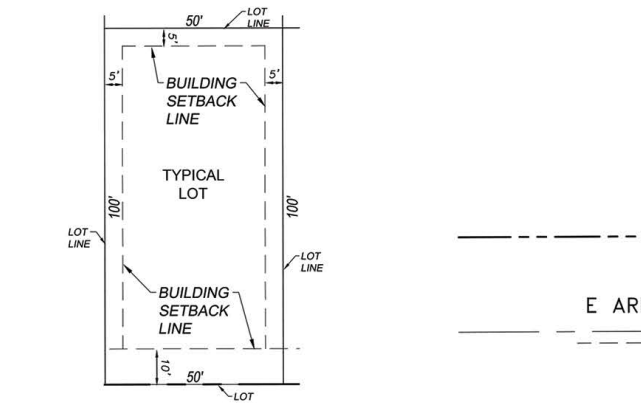 LOT
LINE
50'
5'
5'
5'
BUILDING
SETBACK
LINE
TYPICAL
LOT
100'
100'
LOT
LINE
LOT
LINE
BUILDING
SETBACK
LINE
10'
50'
LOT
E AR